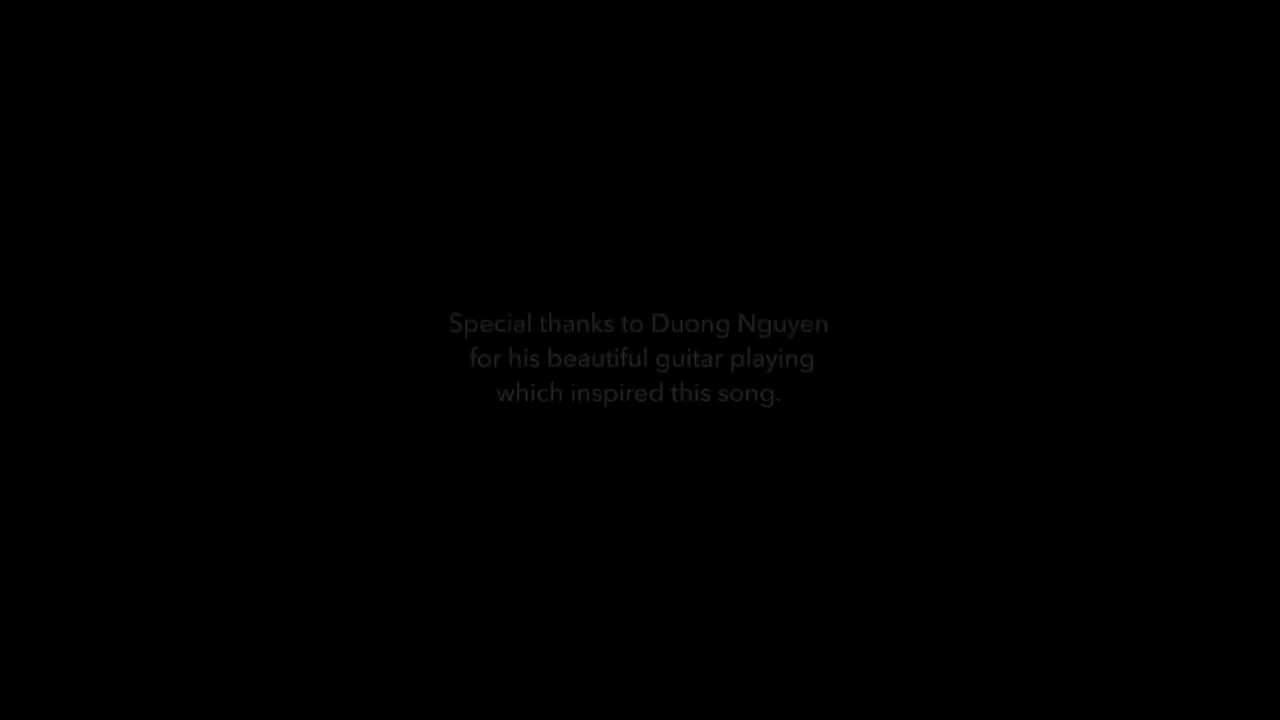 Special thanks to Duong Nguyen
for his beautiful guitar playing
which inspired this song.